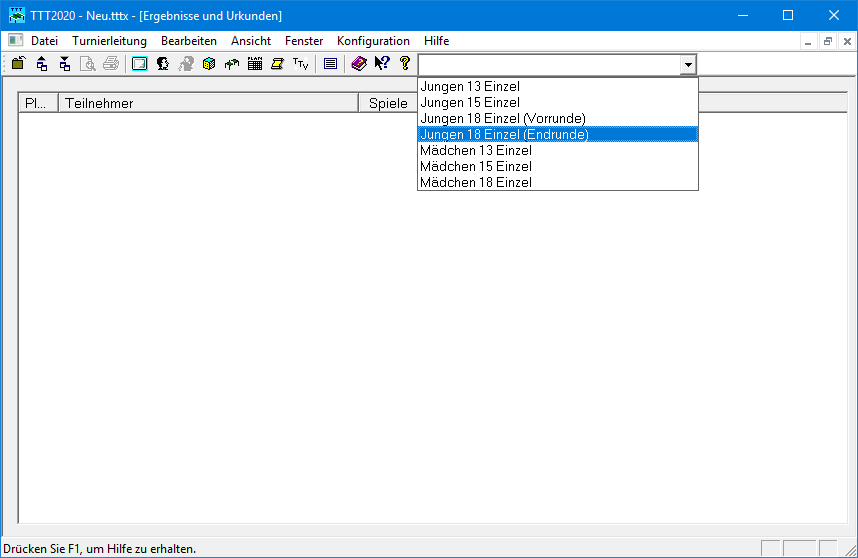 TTT2020 - Neu.tttx - [Ergebnisse und Urkunden]
Datei Turnierleitung Bearbeiten Ansicht Fenster Konfiguration Hilfe
Pl... Teilnehmer Spiele
Jungen 13 Einzel
Jungen 15 Einzel
Jungen 18 Einzel (Vorrunde)
Jungen 18 Einzel (Endrunde)
Mädchen 13 Einzel
Mädchen 15 Einzel
Mädchen 18 Einzel
Drücken Sie F1, um Hilfe zu erhalten.